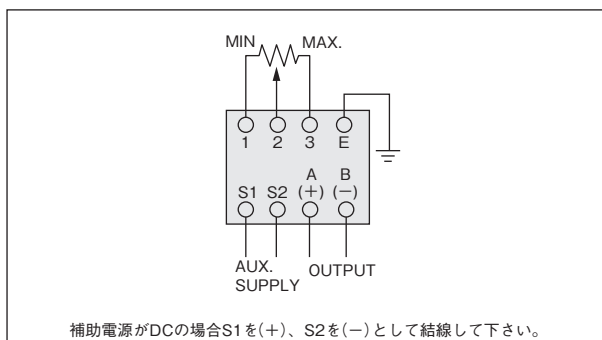 MIN MAX.
1 2 3 E
A B
S1 S2 (+) (−)
AUX. OUTPUT
SUPPLY
補助電源がDCの場合S1を(+)、S2を(−)として結線して下さい。